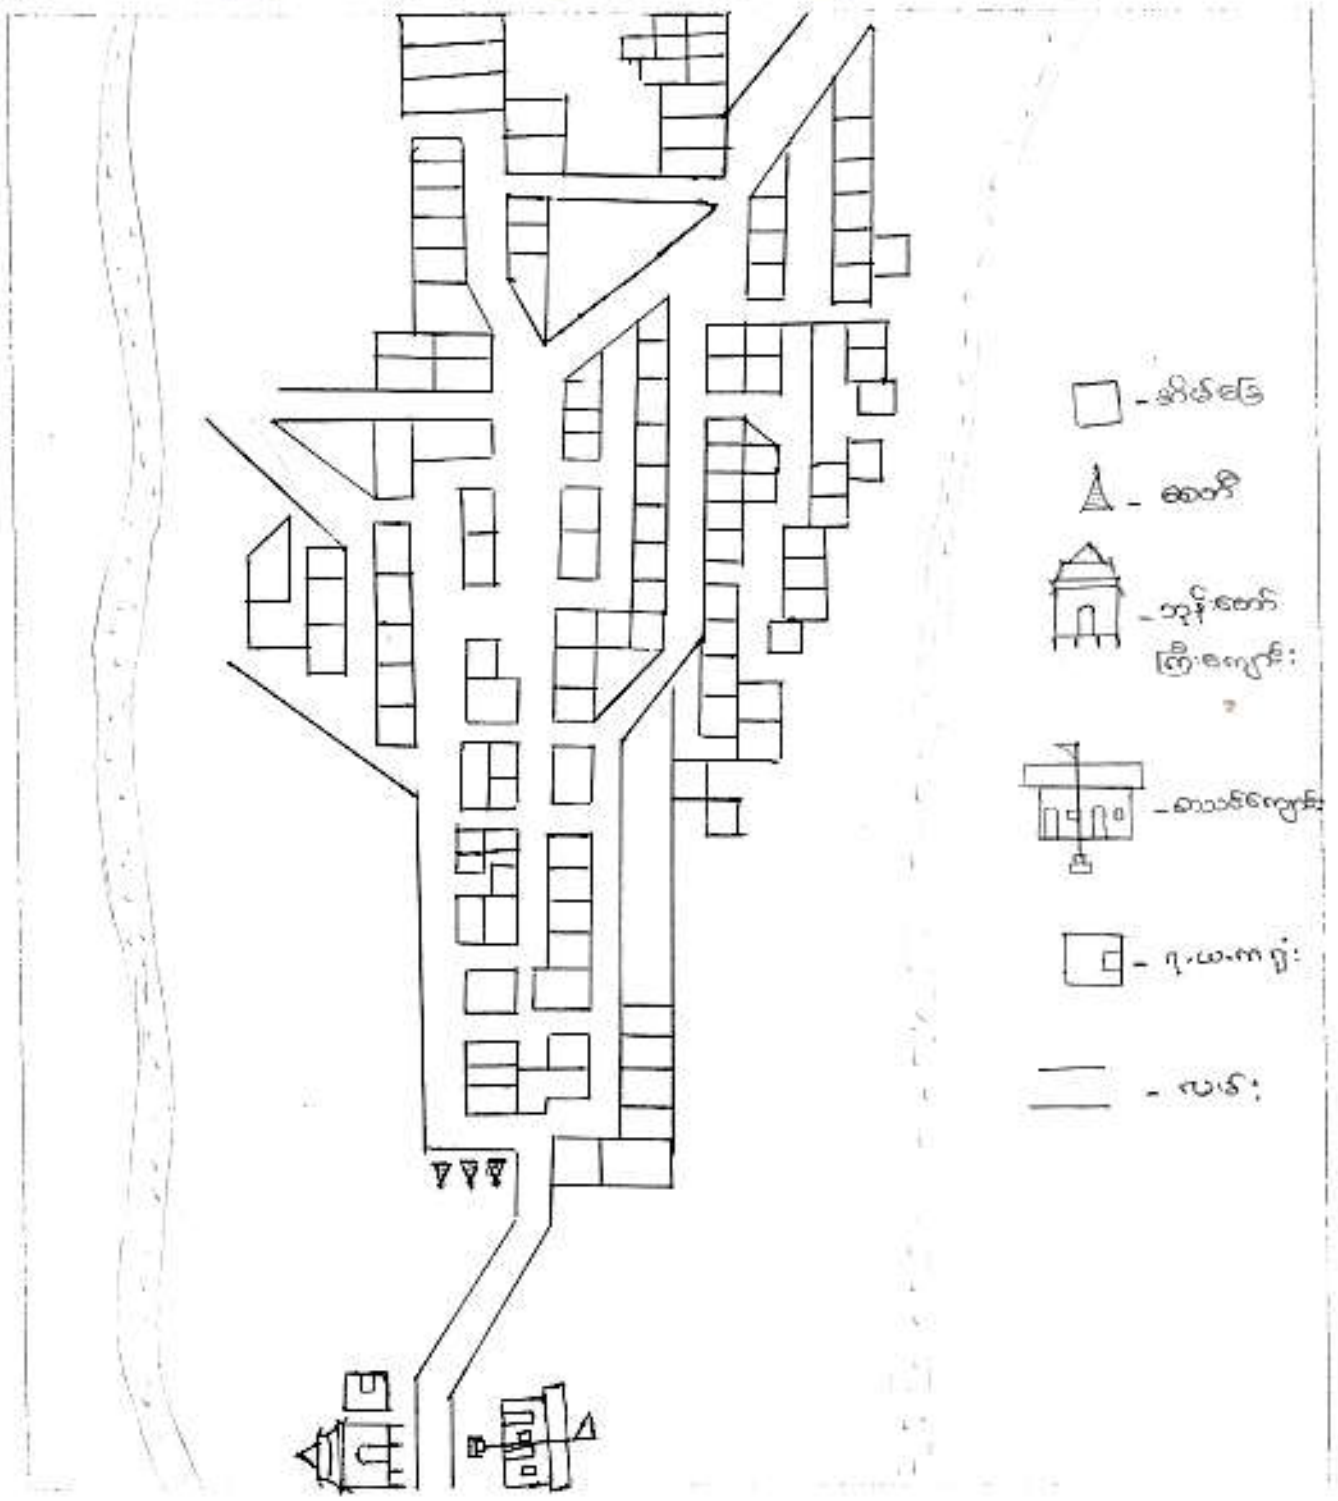 - အိမ်ခြေ
- စေတီ
- ဘုန်းတော်
ကြီးကျောင်း
- စာသင်ကျောင်း
- ရ.ယ.က ရုံး
- လမ်း